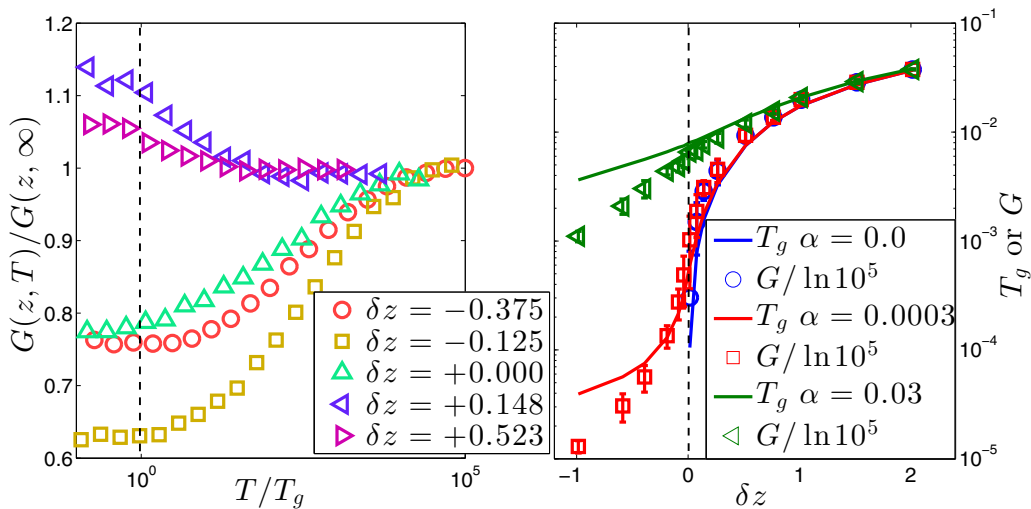 G(z, T)/G(z, ∞)
1.2
1.1
1
0.9
0.8
0.7
0.6
10^0
10^5
T/T_g
δz = −0.375
δz = −0.125
δz = +0.000
δz = +0.148
δz = +0.523
10^-1
10^-2
10^-3
10^-4
10^-5
T_g or G
−1
0
1
2
δz
T_g α = 0.0
G/ ln 10^5
T_g α = 0.0003
G/ ln 10^5
T_g α = 0.03
G/ ln 10^5